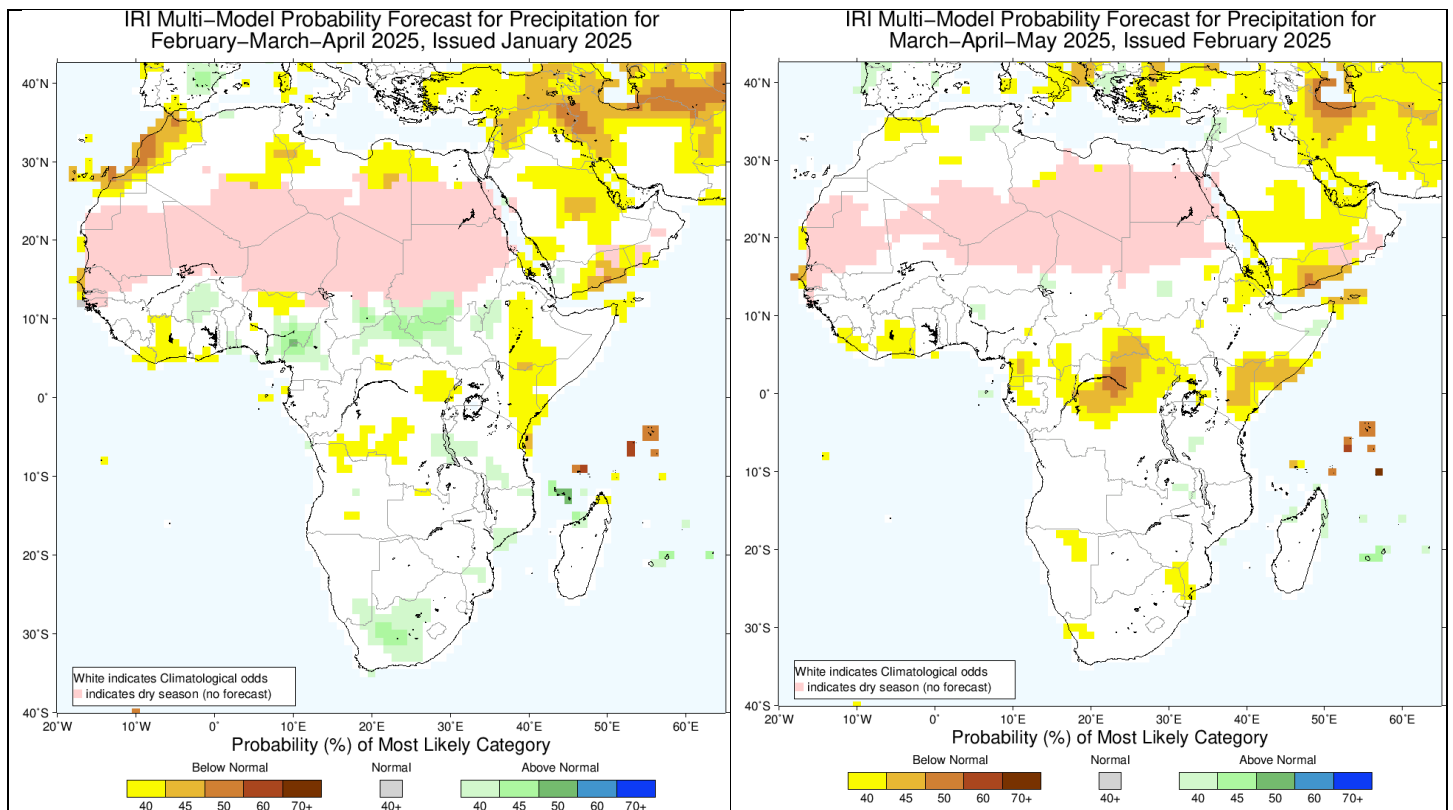 IRI Multi−Model Probability Forecast for Precipitation for
February−March−April 2025, Issued January 2025
40˚N
30˚N
20˚N
10˚N
0˚
10˚S
20˚S
30˚S
40˚S
White indicates Climatological odds
indicates dry season (no forecast)
20˚W 10˚W 0˚ 10˚E 20˚E 30˚E 40˚E 50˚E 60˚E
Probability (%) of Most Likely Category
Below Normal Normal Above Normal
40 45 50 60 70+ 40+ 40 45 50 60 70+
IRI Multi−Model Probability Forecast for Precipitation for
March−April−May 2025, Issued February 2025
40˚N
30˚N
20˚N
10˚N
0˚
10˚S
20˚S
30˚S
40˚S
White indicates Climatological odds
indicates dry season (no forecast)
20˚W 10˚W 0˚ 10˚E 20˚E 30˚E 40˚E 50˚E 60˚E
Probability (%) of Most Likely Category
Below Normal Normal Above Normal
40 45 50 60 70+ 40+ 40 45 50 60 70+